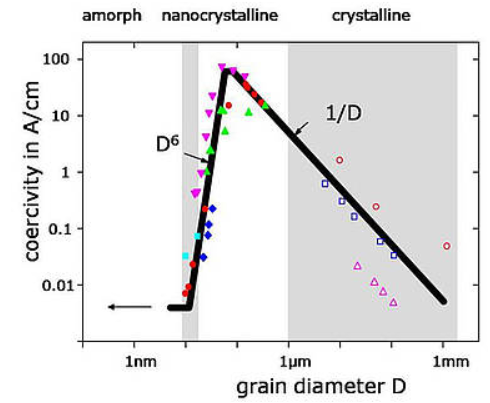 amorph nanocrystalline crystalline
100
10
1
0.1
0.01
coercivity in A/cm
D6
1/D
1nm 1µm 1mm
grain diameter D